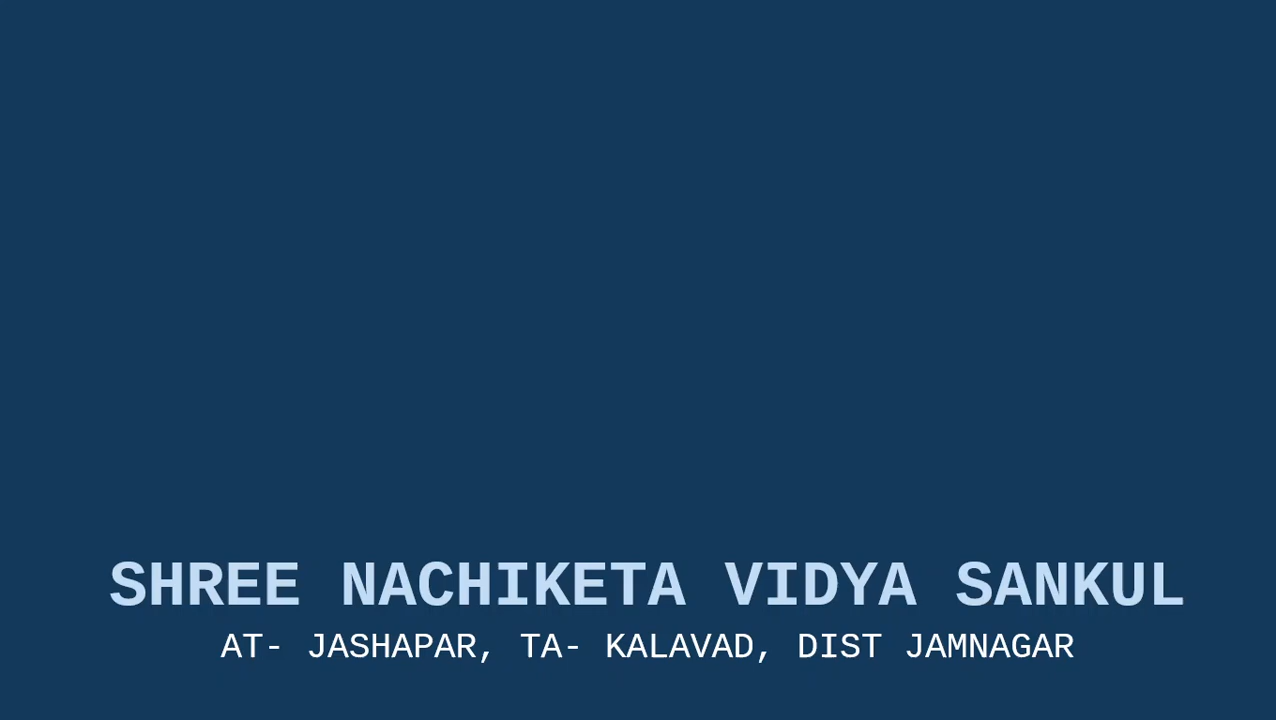 SHREE NACHIKETA VIDYA SANKUL
AT- JASHAPAR, TA- KALAVAD, DIST JAMNAGAR